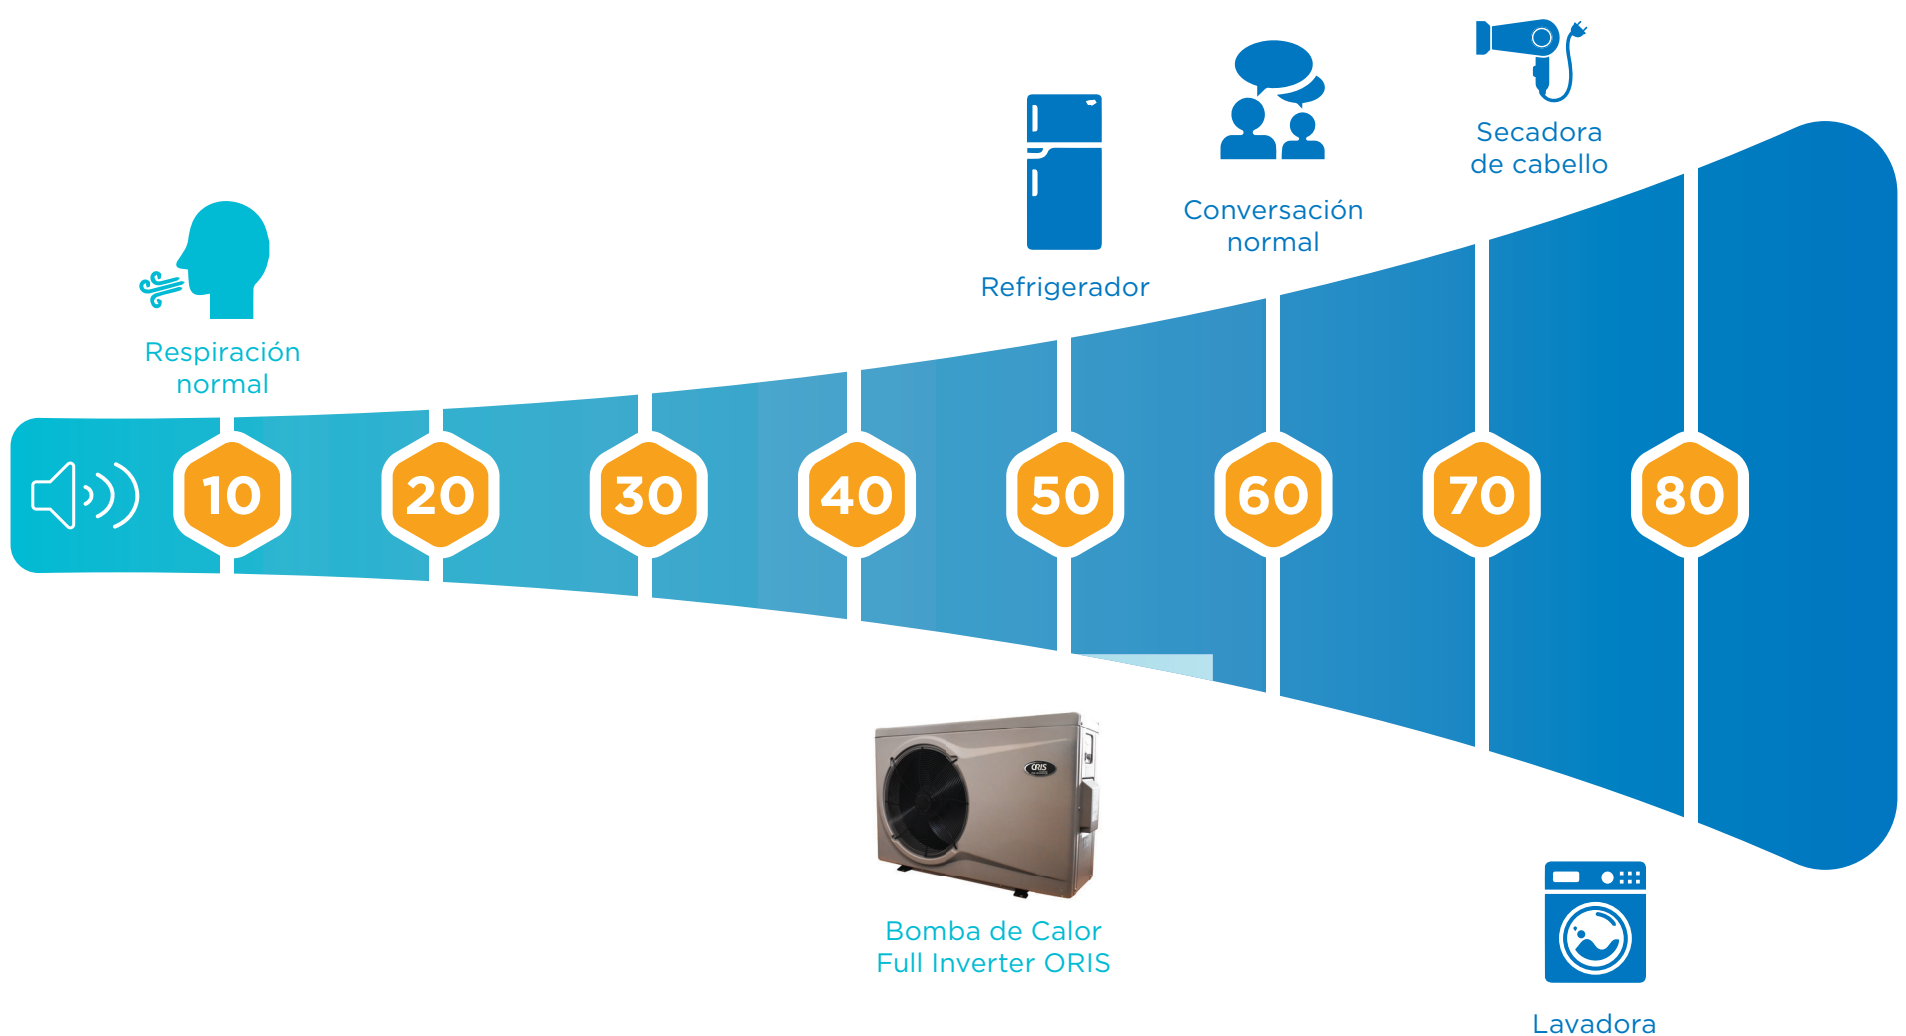 Secadora
de cabello
Conversación
normal
Refrigerador
Respiración
normal
10
20
30
40
50
60
70
80
ORIS
Bomba de Calor
Full Inverter ORIS
Lavadora